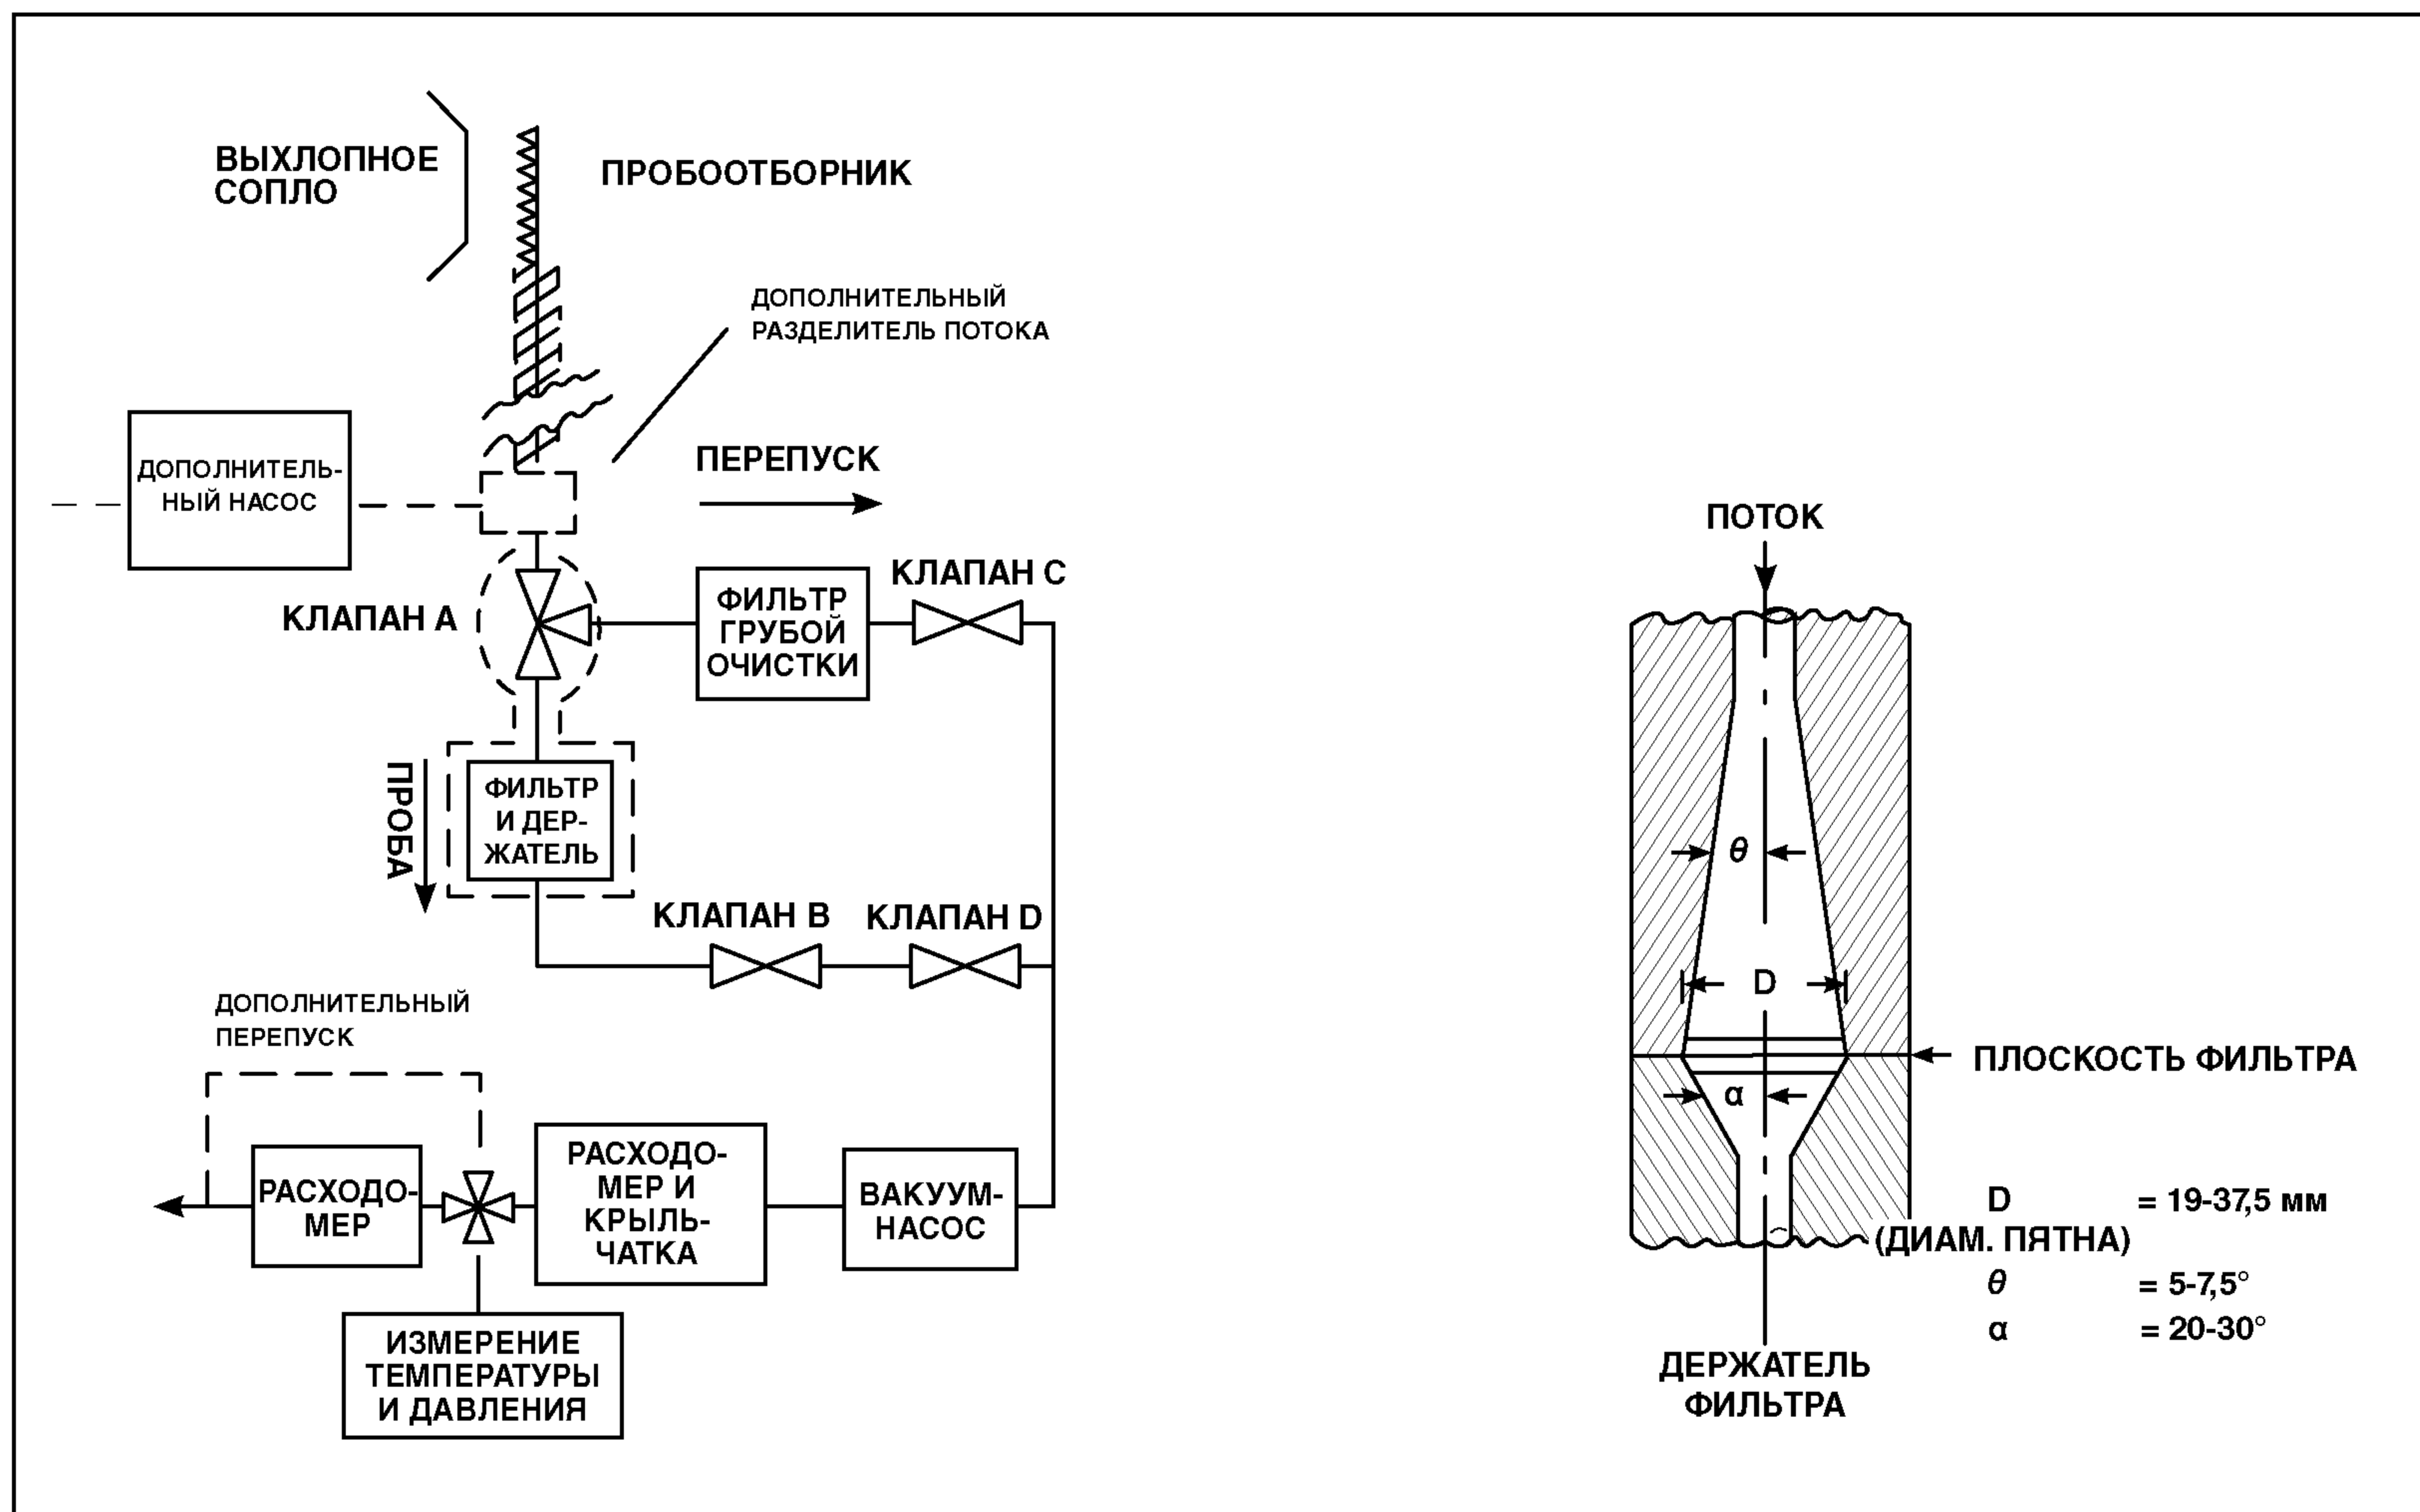 ВЫХЛОПНОЕ
СОПЛО
ПРОБООТБОРНИК
ДОПОЛНИТЕЛЬНЫЙ
РАЗДЕЛИТЕЛЬ ПОТОКА
ДОПОЛНИТЕЛЬ-
НЫЙ НАСОС
ПЕРЕПУСК
КЛАПАН A
ФИЛЬТР
ГРУБОЙ
ОЧИСТКИ
КЛАПАН C
ПРОБА
ФИЛЬТР
И ДЕР-
ЖАТЕЛЬ
КЛАПАН B
КЛАПАН D
ДОПОЛНИТЕЛЬНЫЙ
ПЕРЕПУСК
РАСХОДО-
МЕР
РАСХОДО-
МЕР И
КРЫЛЬ-
ЧАТКА
ВАКУУМ-
НАСОС
ИЗМЕРЕНИЕ
ТЕМПЕРАТУРЫ
И ДАВЛЕНИЯ
ПОТОК
θ
D
ПЛОСКОСТЬ ФИЛЬТРА
α
D = 19-37,5 мм
(ДИАМ. ПЯТНА)
θ = 5-7,5°
α = 20-30°
ДЕРЖАТЕЛЬ
ФИЛЬТРА